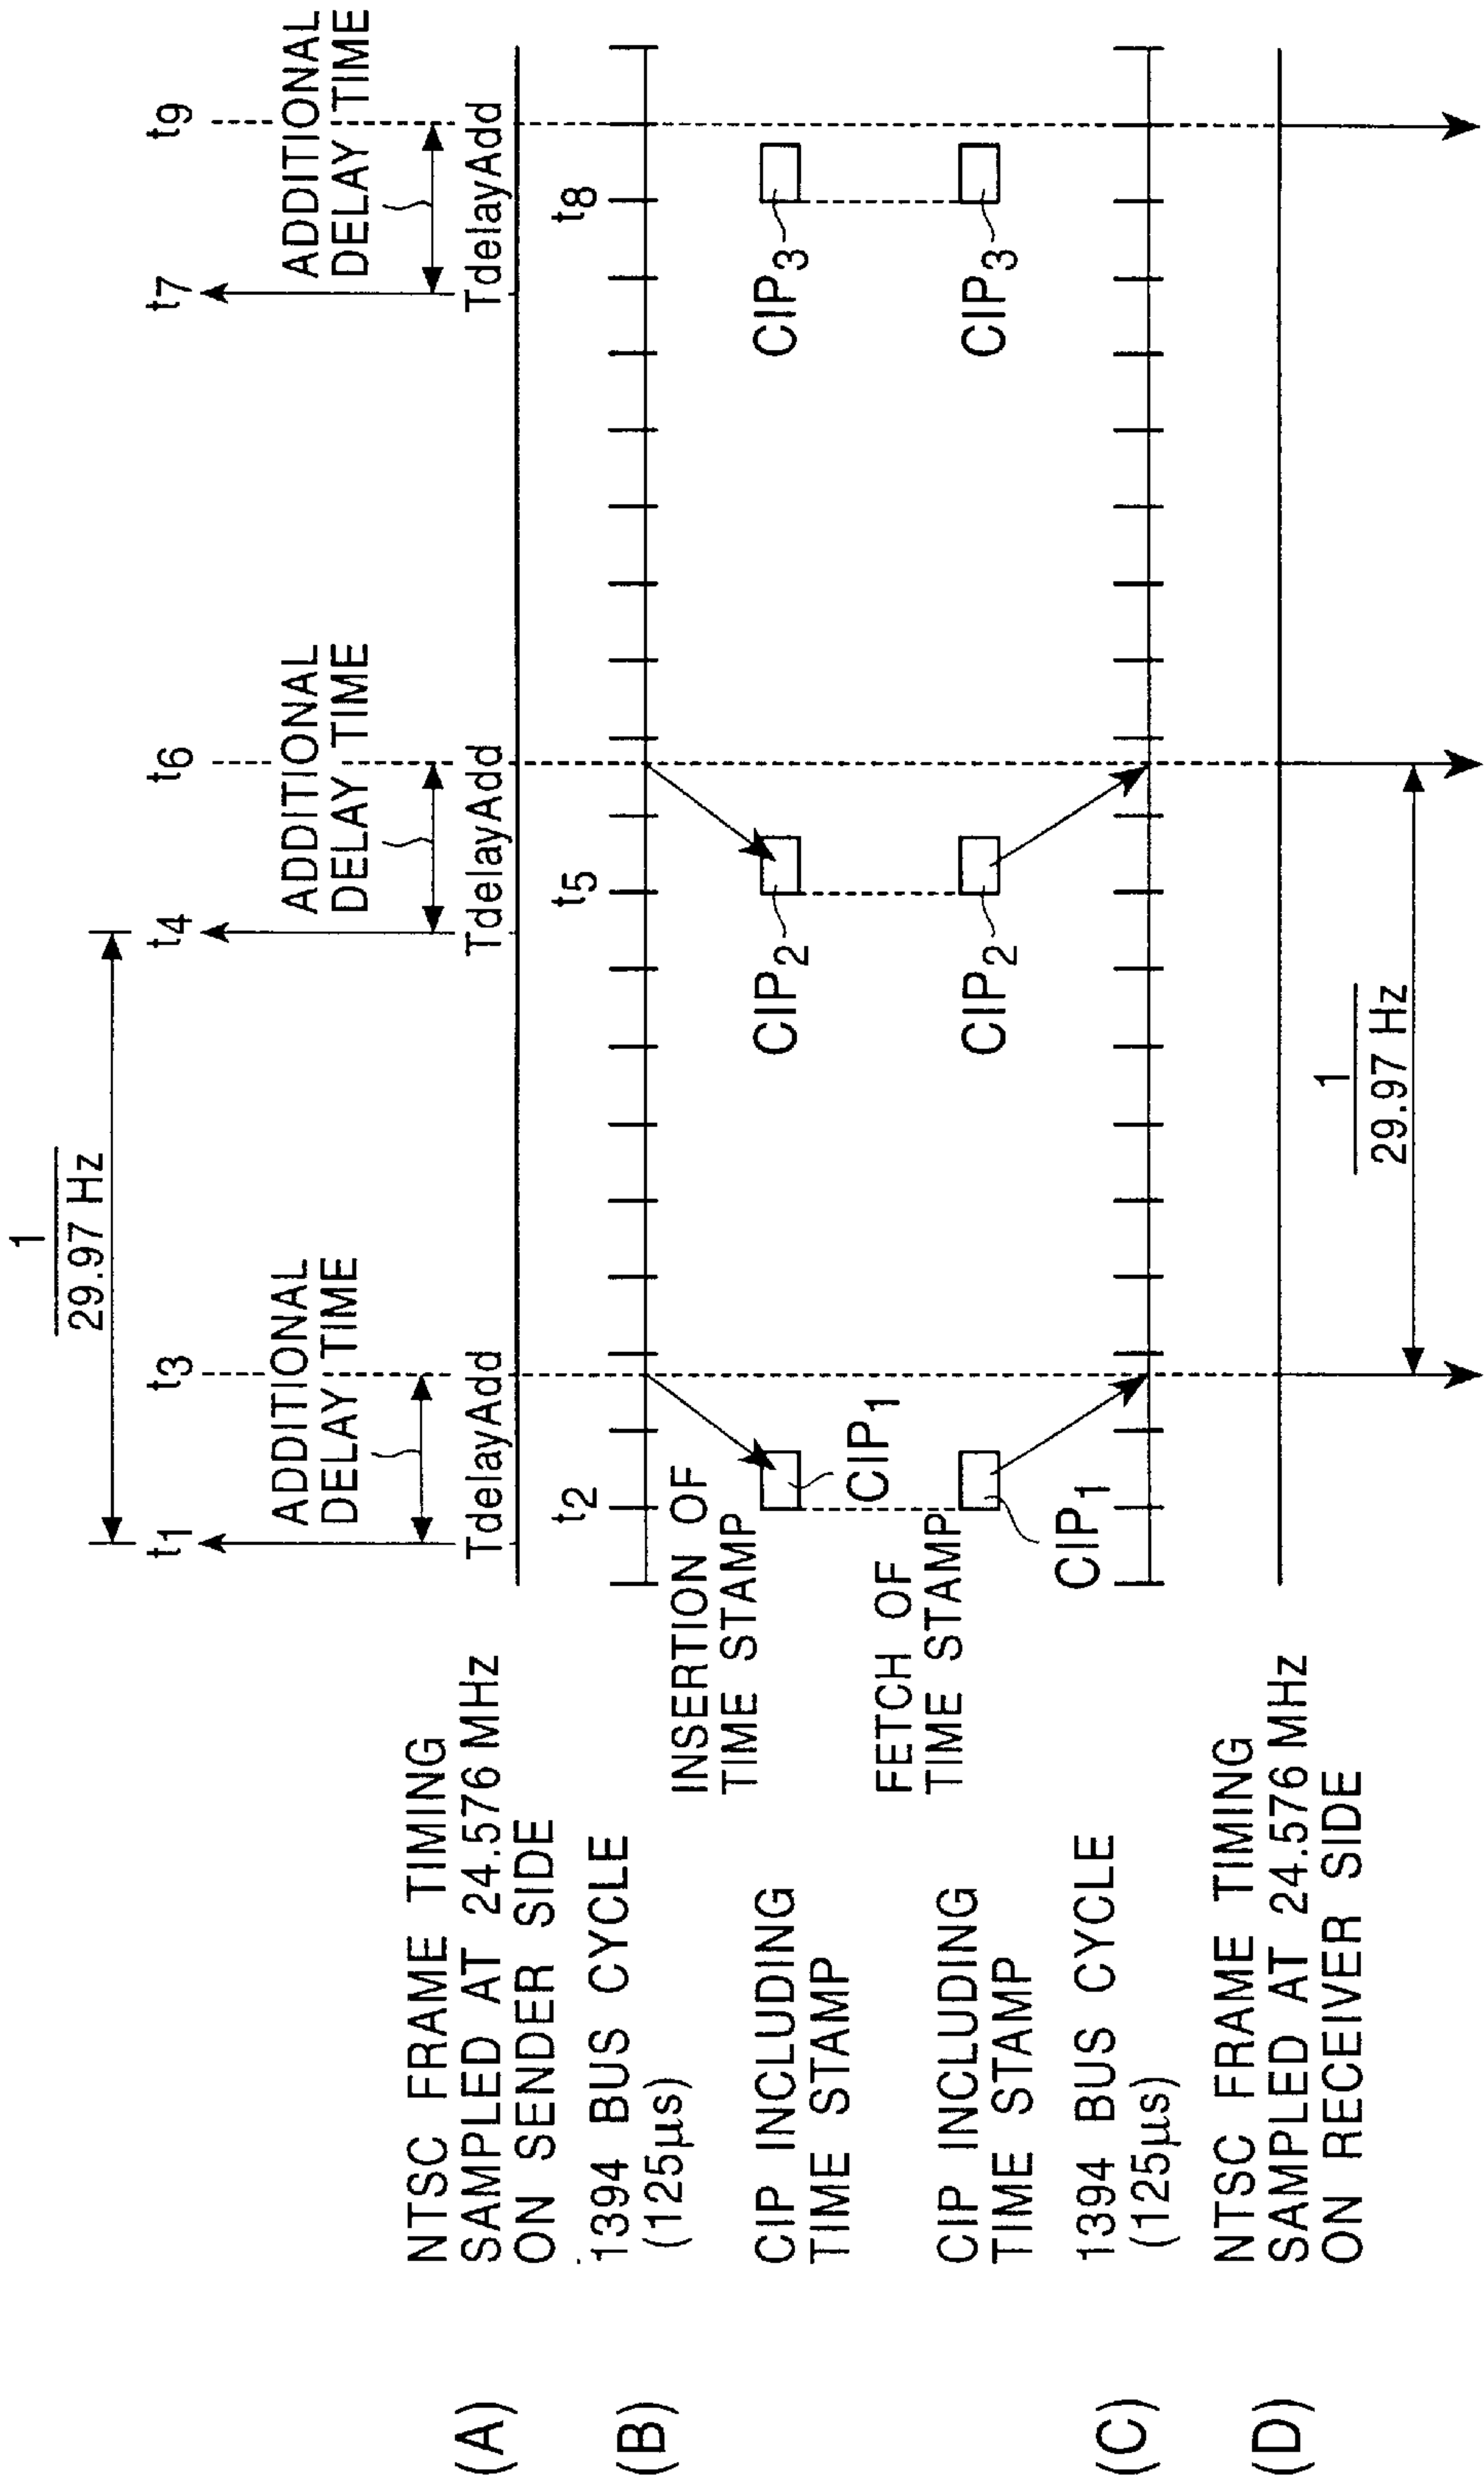 1
29.97 Hz
t1
t3
t4
t6
t7
t9
ADDITIONAL
DELAY TIME
ADDITIONAL
DELAY TIME
ADDITIONAL
DELAY TIME
(A)
NTSC FRAME TIMING
SAMPLED AT 24.576 MHz
ON SENDER SIDE
TdelayAdd
TdelayAdd
TdelayAdd
(B)
1394 BUS CYCLE
(125μs)
t2
t5
t8
INSERTION OF
TIME STAMP
CIP INCLUDING
TIME STAMP
CIP1
CIP2
CIP3
FETCH OF
TIME STAMP
CIP INCLUDING
TIME STAMP
CIP1
CIP2
CIP3
(C)
1394 BUS CYCLE
(125μs)
(D)
NTSC FRAME TIMING
SAMPLED AT 24.576 MHz
ON RECEIVER SIDE
1
29.97 Hz